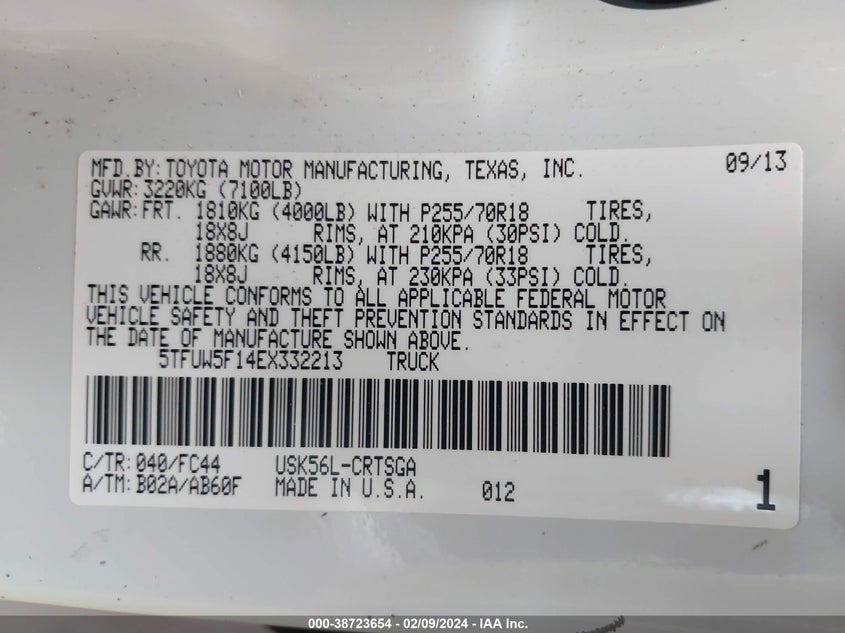 MFD.BY:TOYOTA MOTOR MANUFACTURING, TEXAS, INC. 09/13
GVWR:3220KG (7100LB)
GAWR:FRT. 1810KG (4000LB) WITH P255/70R18 TIRES,
18X8J RIMS, AT 210KPA (30PSI) COLD.
RR. 1880KG (4150LB) WITH P255/70R18 TIRES,
18X8J RIMS, AT 230KPA (33PSI) COLD.
THIS VEHICLE CONFORMS TO ALL APPLICABLE FEDERAL MOTOR
VEHICLE SAFETY AND THEFT PREVENTION STANDARDS IN EFFECT ON
THE DATE OF MANUFACTURE SHOWN ABOVE.
5TFUW5F14EX332213 TRUCK
C/TR:040/FC44 USK56L-CRTSGA
A/TM:B02A/AB60F MADE IN U.S.A. 012 1
000-38723654 - 02/09/2024 - IAA Inc.